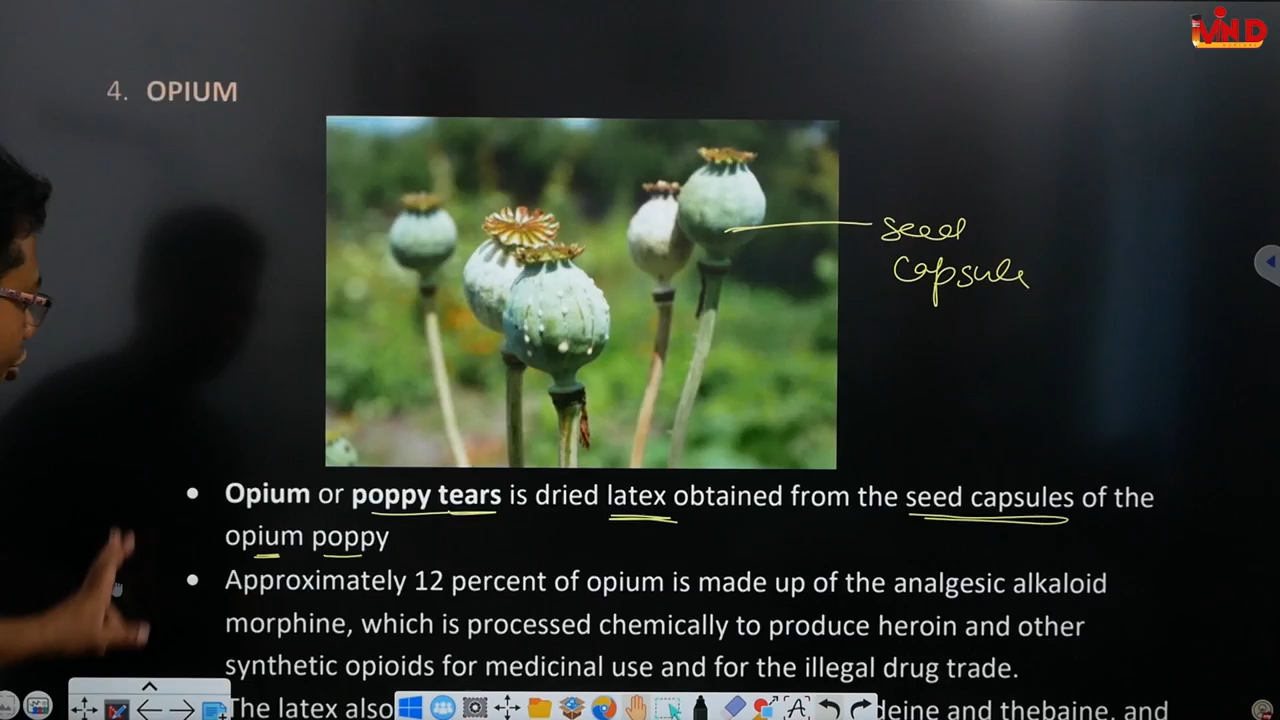 MIND
4. OPIUM
seed
capsule
• Opium or poppy tears is dried latex obtained from the seed capsules of the
opium poppy
• Approximately 12 percent of opium is made up of the analgesic alkaloid
morphine, which is processed chemically to produce heroin and other
synthetic opioids for medicinal use and for the illegal drug trade.
The latex also
deine and thebaine, and